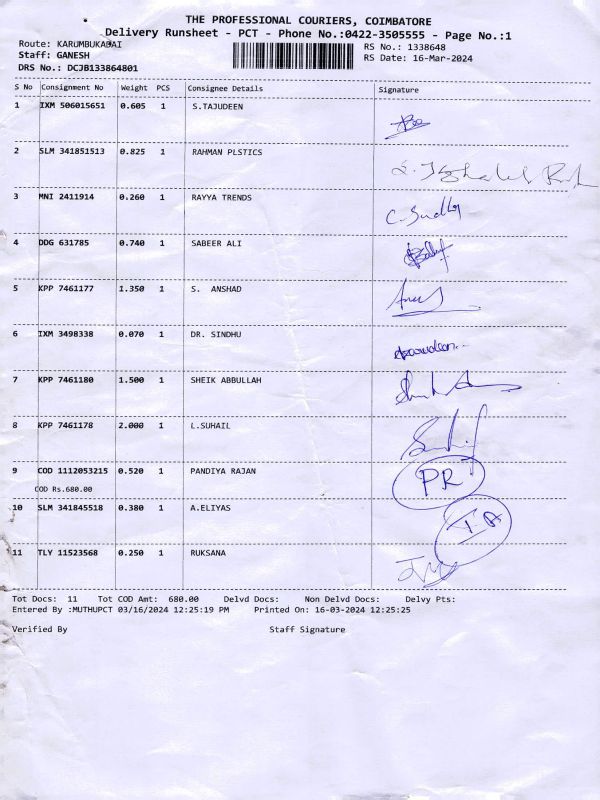 THE PROFESSIONAL COURIERS, COIMBATORE
Delivery Runsheet - PCT - Phone No.:0422-3505555 - Page No.:1
Route: KARUMBUKADAI RS No.: 1338648
Staff: GANESH RS Date: 16-Mar-2024
DRS No.: DCJB133864801
S No Consignment No Weight PCS Consignee Details Signature
1 IXM 506015651 0.605 1 S.TAJUDEEN
2 SLM 341851513 0.825 1 RAHMAN PLSTICS
3 MNI 2411914 0.260 1 RAYYA TRENDS
4 DDG 631785 0.740 1 SABEER ALI
5 KPP 7461177 1.350 1 S. ANSHAD
6 IXM 3498338 0.070 1 DR. SINDHU
7 KPP 7461180 1.500 1 SHEIK ABBULLAH
8 KPP 7461178 2.000 1 L.SUHAIL
9 COD 1112053215 0.520 1 PANDIYA RAJAN PR
COD Rs.680.00
10 SLM 341845518 0.380 1 A.ELIYAS
11 TLY 11523568 0.250 1 RUKSANA
Tot Docs: 11 Tot COD Amt: 680.00 Delvd Docs: Non Delvd Docs: Delvy Pts:
Entered By :MUTHUPCT 03/16/2024 12:25:19 PM Printed On: 16-03-2024 12:25:25
Verified By Staff Signature